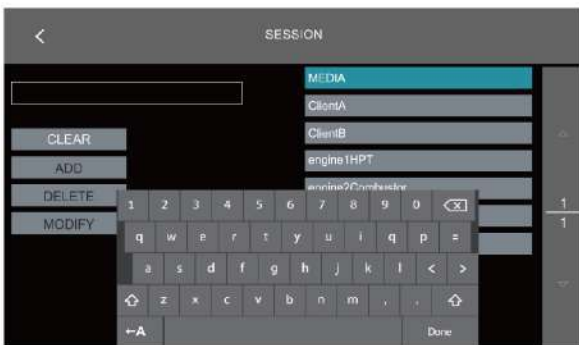 SESSION
MEDIA
ClientA
CLEAR
ClientB
ADD
engine1HPT
DELETE
engine2Combustor
MODIFY
1 2 3 4 5 6 7 8 9 0
q w e r t y u i q p =
a s d f g h j k l < >
z x c v b n m , .
←A
Done
1
1